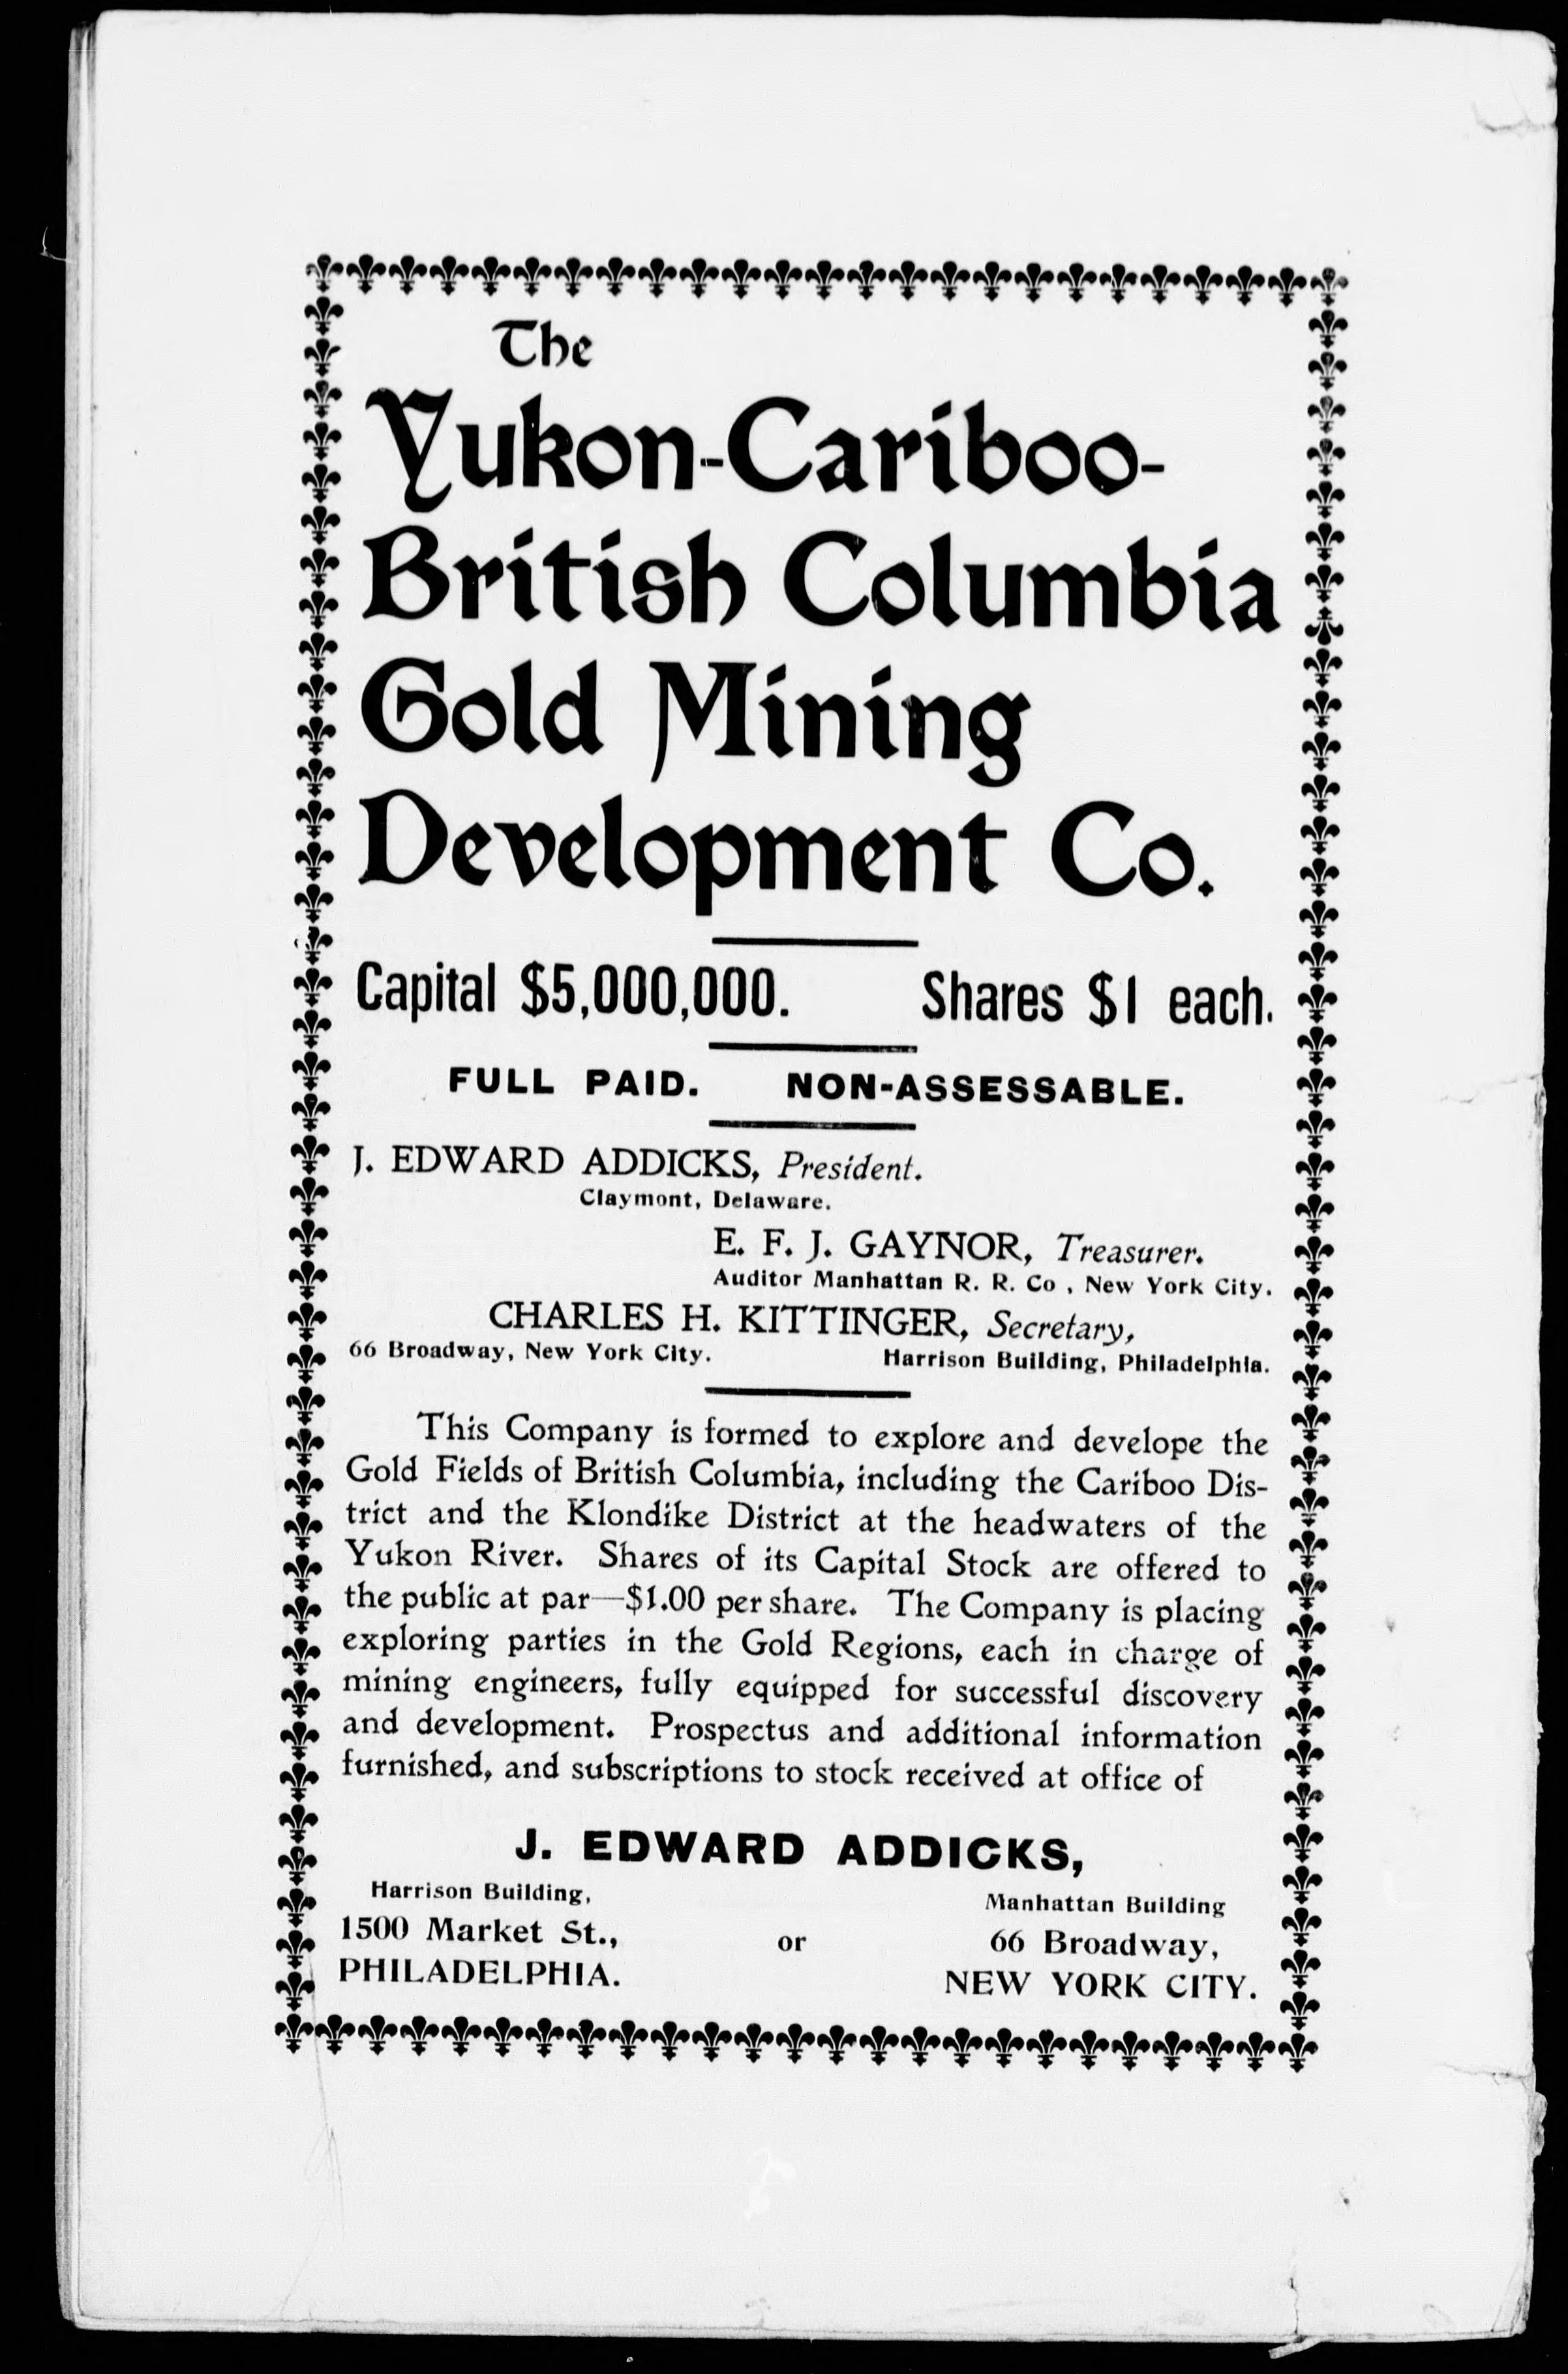 The
Yukon-Cariboo-
British Columbia
Gold Mining
Development Co.
Capital $5,000,000. Shares $1 each.
FULL PAID. NON-ASSESSABLE.
J. EDWARD ADDICKS, President.
Claymont, Delaware.
E. F. J. GAYNOR, Treasurer.
Auditor Manhattan R. R. Co , New York City.
CHARLES H. KITTINGER, Secretary,
66 Broadway, New York City. Harrison Building, Philadelphia.
This Company is formed to explore and develope the
Gold Fields of British Columbia, including the Cariboo Dis-
trict and the Klondike District at the headwaters of the
Yukon River. Shares of its Capital Stock are offered to
the public at par—$1.00 per share. The Company is placing
exploring parties in the Gold Regions, each in charge of
mining engineers, fully equipped for successful discovery
and development. Prospectus and additional information
furnished, and subscriptions to stock received at office of
J. EDWARD ADDICKS,
Harrison Building,
1500 Market St.,
PHILADELPHIA.
or
Manhattan Building
66 Broadway,
NEW YORK CITY.